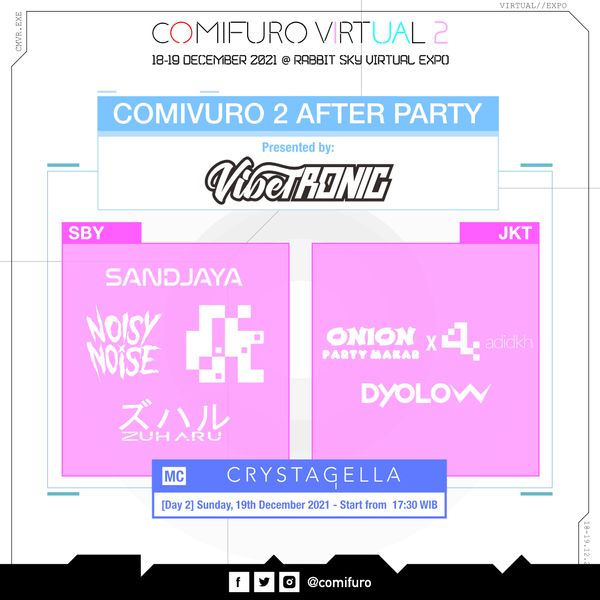 CMVR.EXE
VIRTUAL//EXPO
COMIFURO VIRTUAL 2
18-19 DECEMBER 2021 @ RABBIT SKY VIRTUAL EXPO
COMIVURO 2 AFTER PARTY
Presented by:
VibeTRONIC
SBY
SANDJAYA
NOISY
NOISE
ズハル
ZUHARU
JKT
ONION
PARTY MAKAR
X
adidkh
DYOLOW
MC
CRYSTAGELLA
[Day 2] Sunday, 19th December 2021 - Start from 17:30 WIB
@comifuro